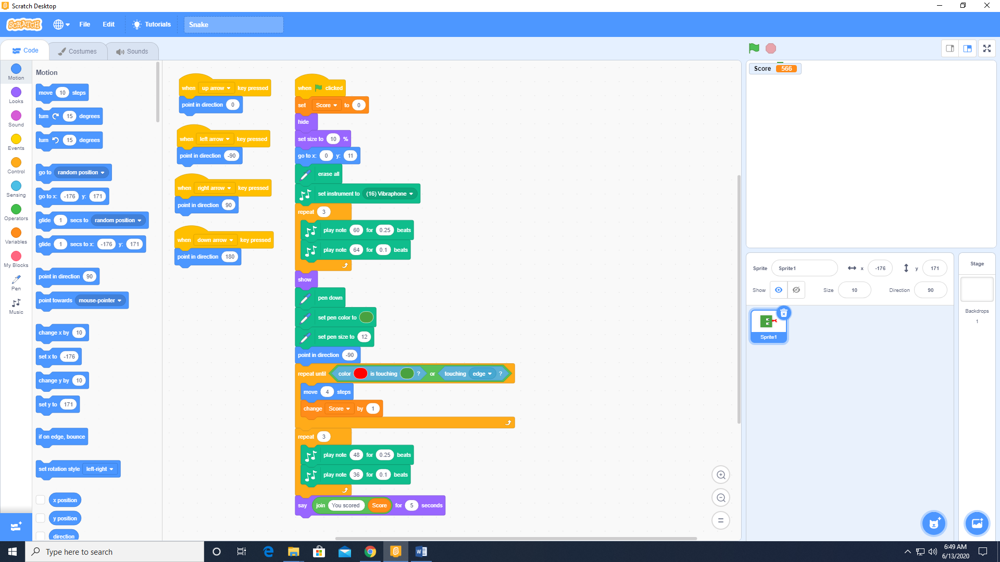 Scratch Desktop
SCRATCH File Edit Tutorials Snake
Code Costumes Sounds
Motion
Looks
Sound
Events
Control
Sensing
Operators
Variables
My Blocks
Pen
Music
Motion
move 10 steps
turn 15 degrees
turn 15 degrees
go to random position
go to x: -176 y: 171
glide 1 secs to random position
glide 1 secs to x: -176 y: 171
point in direction 90
point towards mouse-pointer
change x by 10
set x to -176
change y by 10
set y to 171
if on edge, bounce
set rotation style left-right
x position
y position
direction
when up arrow key pressed
point in direction 0
when left arrow key pressed
point in direction -90
when right arrow key pressed
point in direction 90
when down arrow key pressed
point in direction 180
when clicked
set Score to 0
hide
set size to 10 %
go to x: 0 y: 11
erase all
set instrument to (16) Vibraphone
repeat 3
play note 60 for 0.25 beats
play note 64 for 0.1 beats
show
pen down
set pen color to
set pen size to 12
point in direction -90
repeat until color is touching ? or touching edge ?
move 4 steps
change Score by 1
repeat 3
play note 48 for 0.25 beats
play note 36 for 0.1 beats
say join You scored Score for 5 seconds
Score 566
Sprite Sprite1 x -176 y 171
Show Size 10 Direction 90
Sprite1
Stage
Backdrops
1
Type here to search
6:49 AM
6/13/2020